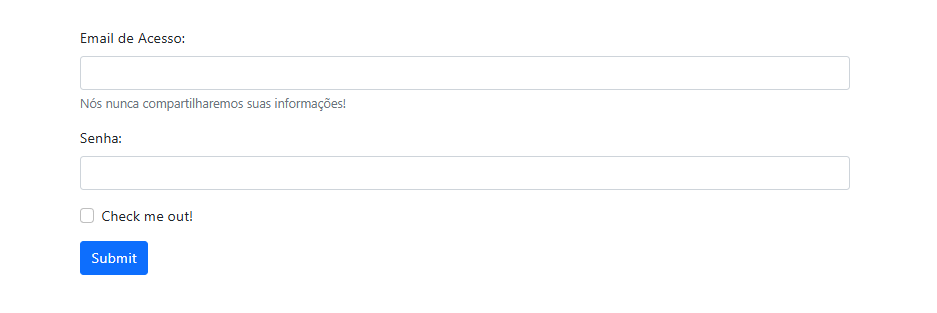 Email de Acesso:
Nós nunca compartilharemos suas informações!
Senha:
Check me out!
Submit